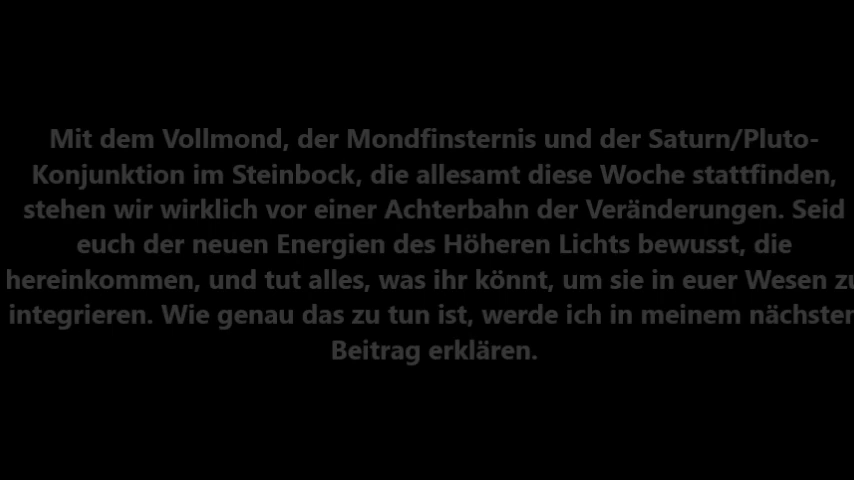 Mit dem Vollmond, der Mondfinsternis und der Saturn/Pluto-
Konjunktion im Steinbock, die allesamt diese Woche stattfinden,
stehen wir wirklich vor einer Achterbahn der Veränderungen. Seid
euch der neuen Energien des Höheren Lichts bewusst, die
hereinkommen, und tut alles, was ihr könnt, um sie in euer Wesen zu
integrieren. Wie genau das zu tun ist, werde ich in meinem nächsten
Beitrag erklären.